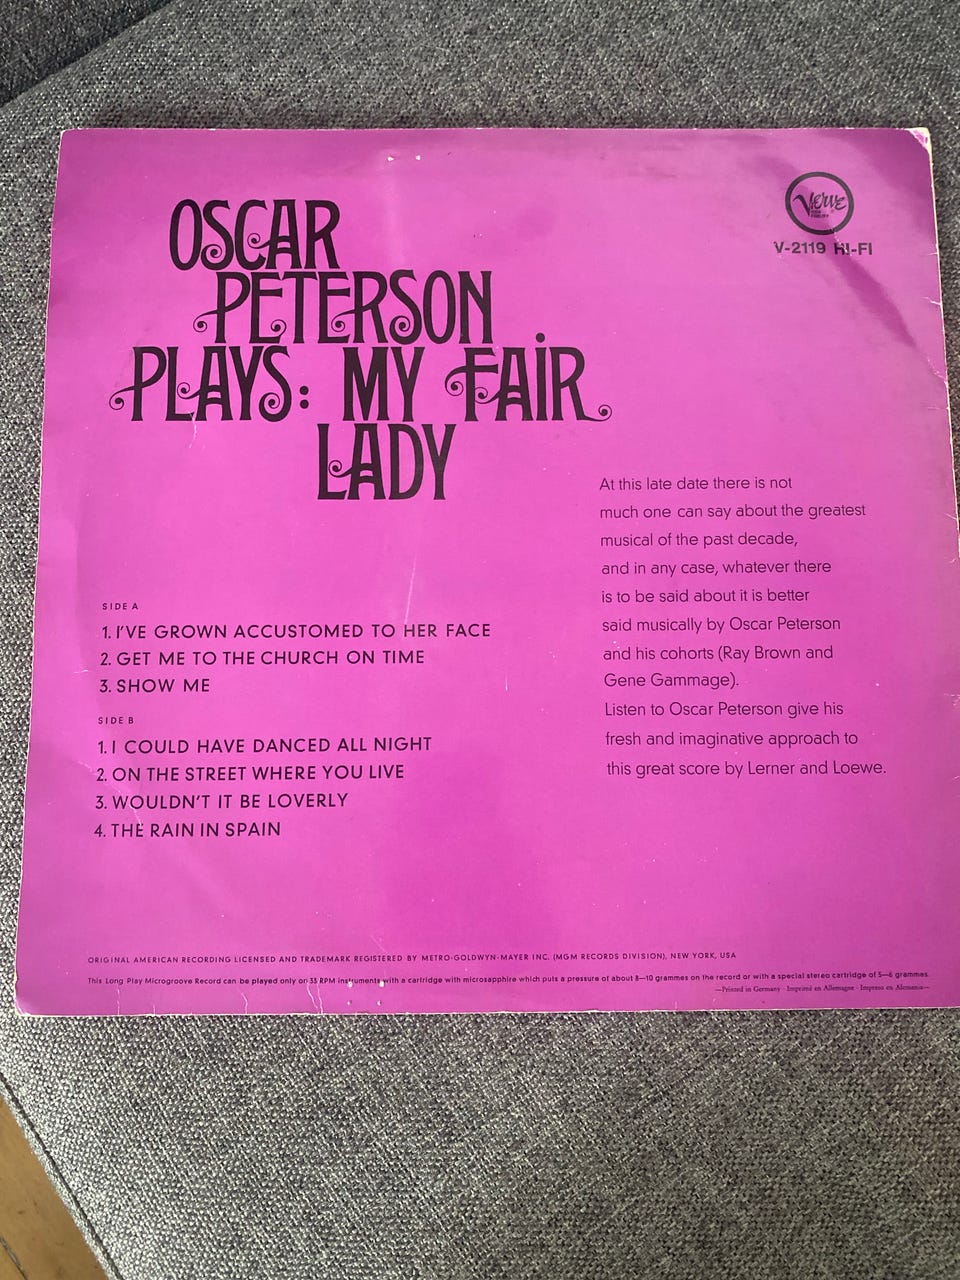 Verve
HIGH FIDELITY
V-2119 HI-FI
OSCAR
PETERSON
PLAYS: MY FAIR
LADY
At this late date there is not
much one can say about the greatest
musical of the past decade,
and in any case, whatever there
is to be said about it is better
said musically by Oscar Peterson
and his cohorts (Ray Brown and
Gene Gammage).
Listen to Oscar Peterson give his
fresh and imaginative approach to
this great score by Lerner and Loewe.
SIDE A
1. I'VE GROWN ACCUSTOMED TO HER FACE
2. GET ME TO THE CHURCH ON TIME
3. SHOW ME
SIDE B
1. I COULD HAVE DANCED ALL NIGHT
2. ON THE STREET WHERE YOU LIVE
3. WOULDN'T IT BE LOVERLY
4. THE RAIN IN SPAIN
ORIGINAL AMERICAN RECORDING LICENSED AND TRADEMARK REGISTERED BY METRO-GOLDWYN-MAYER INC. (MGM RECORDS DIVISION), NEW YORK, USA
This Long Play Microgroove Record can be played only on 33 RPM instruments with a cartridge with microsapphire which puts a pressure of about 8—10 grammes on the record or with a special stereo cartridge of 5—6 grammes.
—Printed in Germany · Imprimé en Allemagne · Impreso en Alemania—